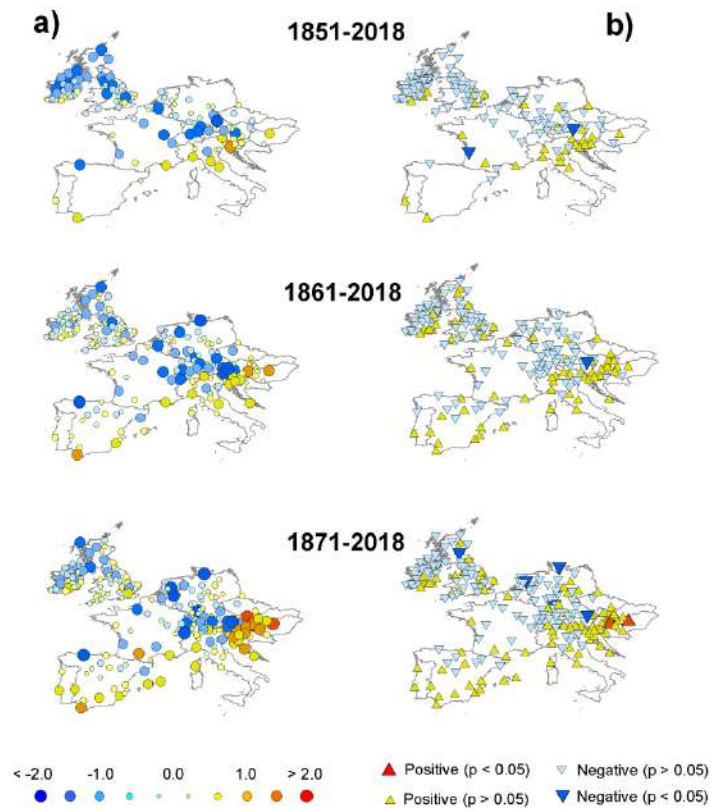 a) 1851-2018 b)
1861-2018
1871-2018
< -2.0 -1.0 0.0 1.0 > 2.0
Positive (p < 0.05) Negative (p > 0.05)
Positive (p > 0.05) Negative (p < 0.05)